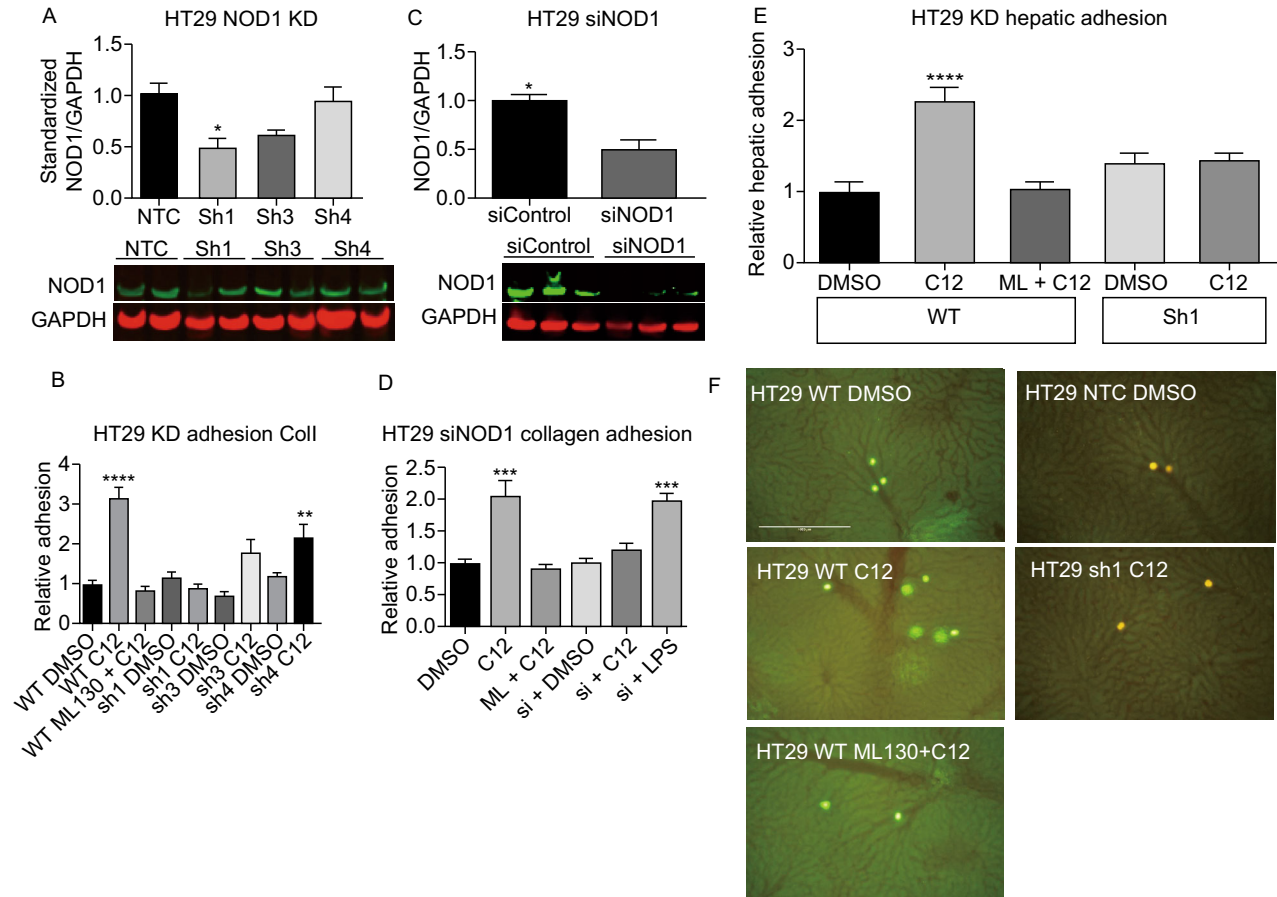 A
HT29 NOD1 KD
Standardized
NOD1/GAPDH
1.5
1.0
0.5
0.0
*
NTC Sh1 Sh3 Sh4
NTC Sh1 Sh3 Sh4
NOD1
GAPDH
C
HT29 siNOD1
NOD1/GAPDH
1.5
1.0
0.5
0.0
*
siControl siNOD1
siControl siNOD1
NOD1
GAPDH
E
HT29 KD hepatic adhesion
Relative hepatic adhesion
3
2
1
0
****
DMSO C12 ML + C12 DMSO C12
WT Sh1
B
HT29 KD adhesion ColI
Relative adhesion
4
3
2
1
0
****
**
WT DMSO
WT C12
WT ML130 + C12
sh1 DMSO
sh1 C12
sh3 DMSO
sh3 C12
sh4 DMSO
sh4 C12
D
HT29 siNOD1 collagen adhesion
Relative adhesion
2.5
2.0
1.5
1.0
0.5
0.0
***
***
DMSO
C12
ML + C12
si + DMSO
si + C12
si + LPS
F
HT29 WT DMSO
HT29 NTC DMSO
HT29 WT C12
HT29 sh1 C12
HT29 WT ML130+C12